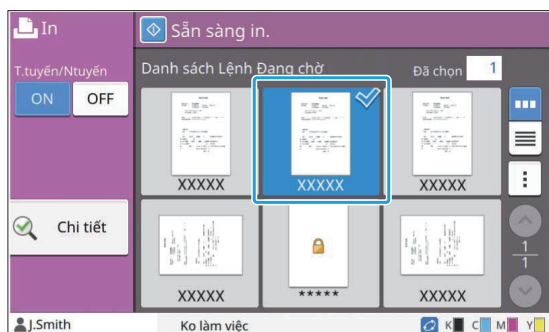 In
Sẵn sàng in.
T.tuyến/Ntuyến
ON OFF
Danh sách Lệnh Đang chờ
Đã chọn 1
XXXXX XXXXX XXXXX
Chi tiết
XXXXX ***** XXXXX
1
1
J.Smith
Ko làm việc
K C M Y